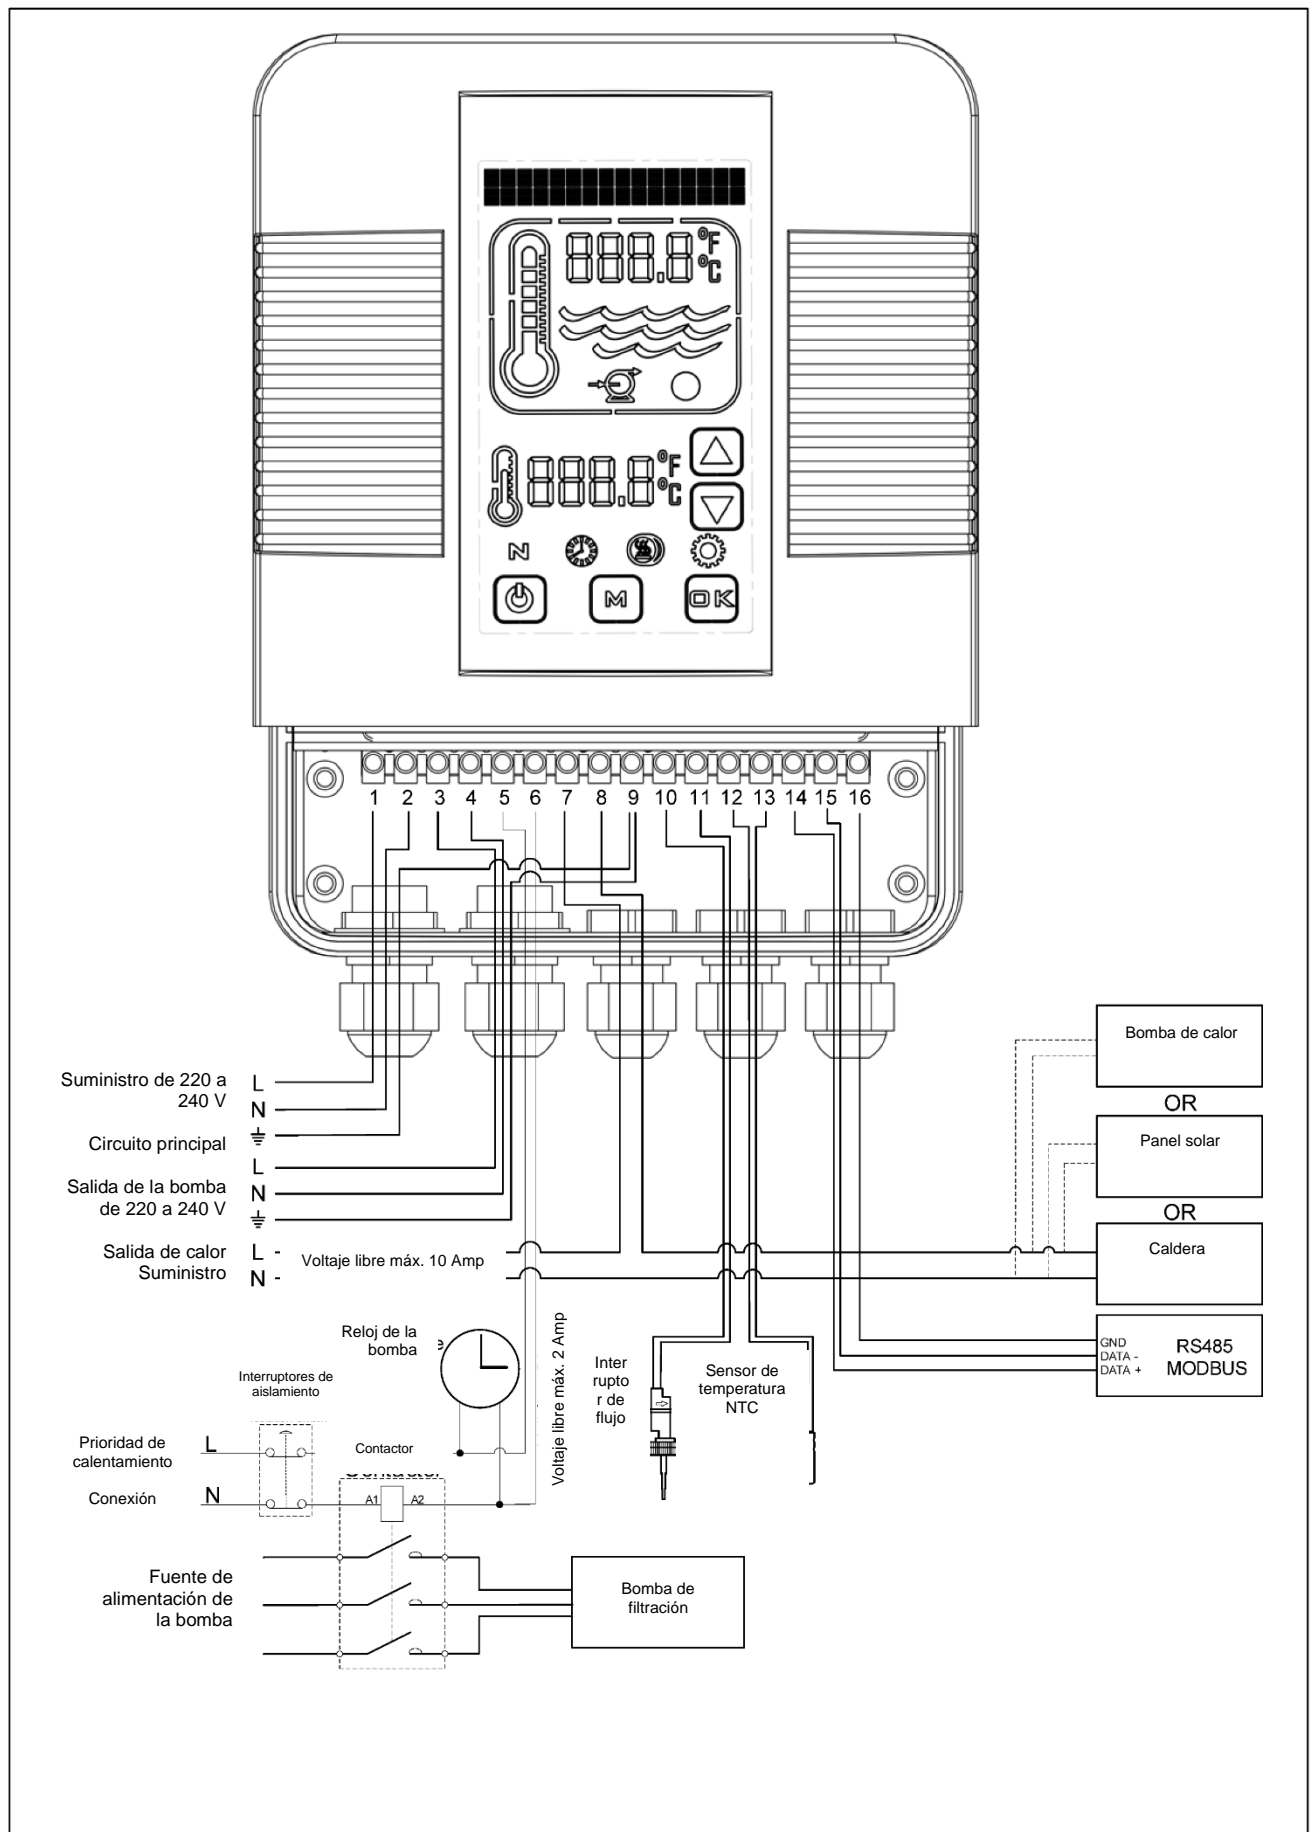 °F
°C
°F
°C
N
M
OK
1 2 3 4 5 6 7 8 9 10 11 12 13 14 15 16
Suministro de 220 a
240 V
L
N
Circuito principal
L
Salida de la bomba
de 220 a 240 V
N
Salida de calor
Suministro
L
N
Voltaje libre máx. 10 Amp
Bomba de calor
OR
Panel solar
OR
Caldera
GND
DATA -
DATA +
RS485
MODBUS
Reloj de la
bomba
Voltaje libre máx. 2 Amp
Inter
rupto
r de
flujo
Sensor de
temperatura
NTC
Interruptores de
aislamiento
Prioridad de
calentamiento
L
Conexión
N
Contactor
A1 A2
Fuente de
alimentación de
la bomba
Bomba de
filtración